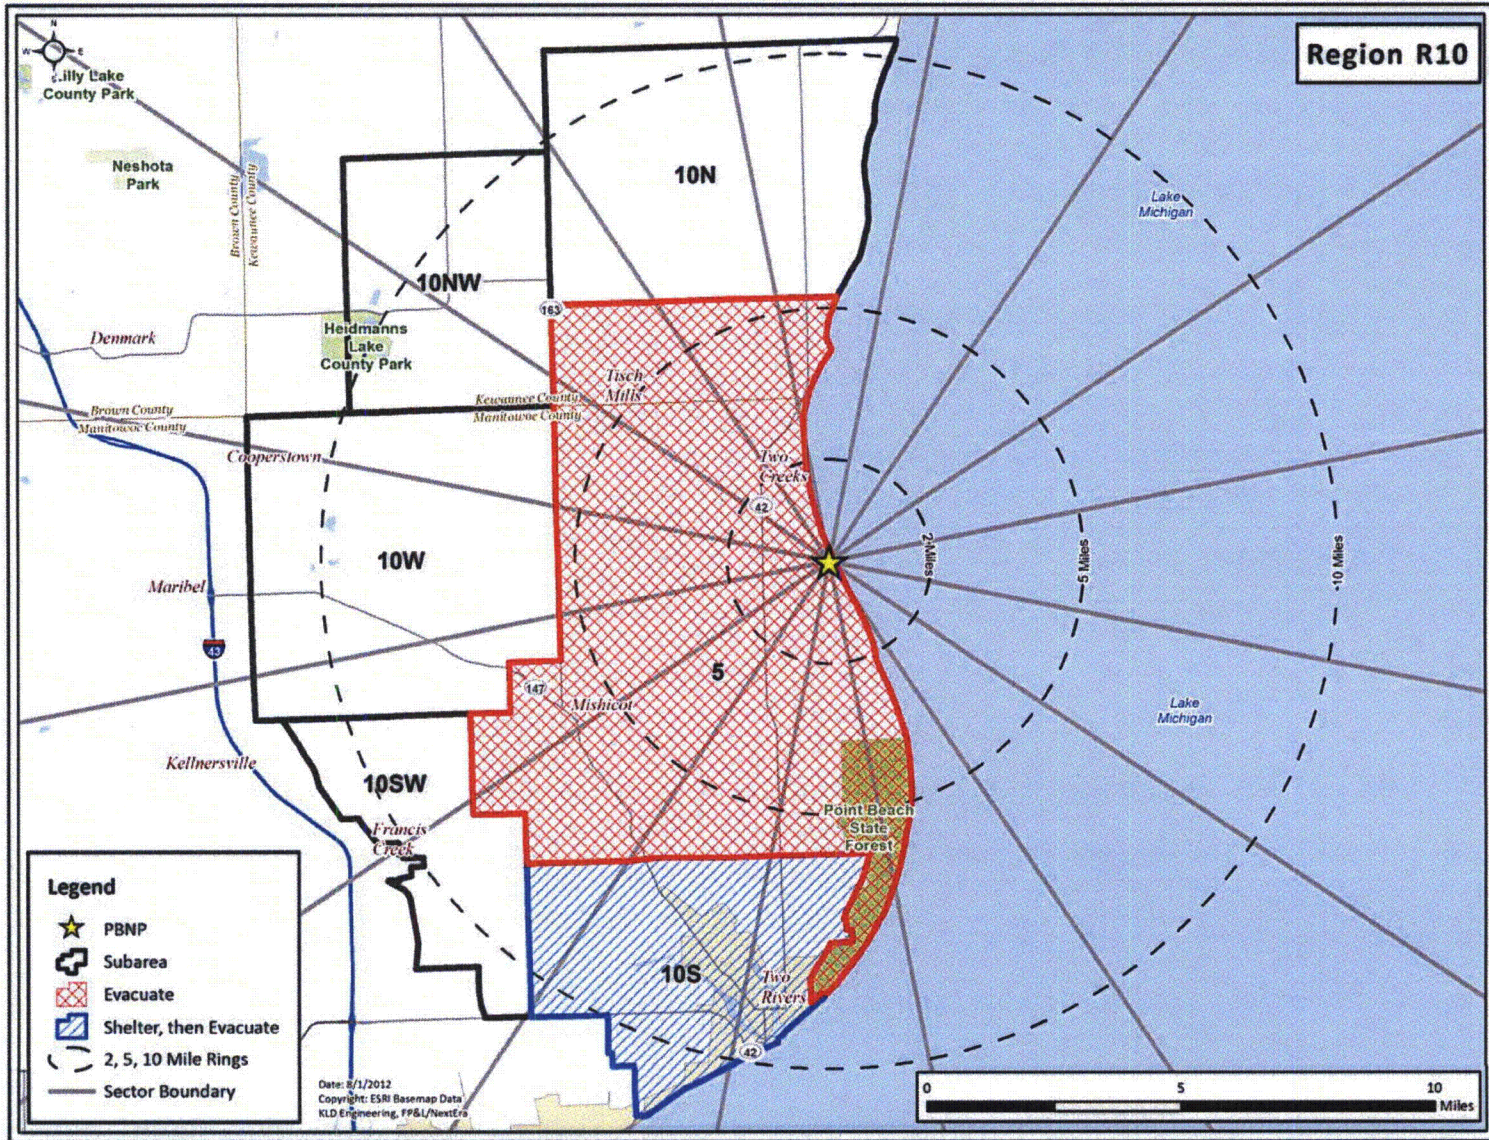 Region R10
N
W
E
S
.illy Lake
County Park
Neshota
Park
Brown County
Kewaunee County
10N
Lake
Michigan
10NW
163
Heidmanns
Lake
County Park
Denmark
Tisch
Mills
Kewaunee County
Manitowoc County
Brown County
Manitowoc County
Cooperstown
Two
Creeks
42
10W
2 Miles
5 Miles
10 Miles
Maribel
43
5
147
Mishicot
Lake
Michigan
Kellnersville
10SW
Francis
Creek
Point Beach
State
Forest
10S
Two
Rivers
42
Legend
PBNP
Subarea
Evacuate
Shelter, then Evacuate
2, 5, 10 Mile Rings
Sector Boundary
Date: 8/1/2012
Copyright: ESRI Basemap Data
KLD Engineering, FP&L/NextEra
0
5
10
Miles